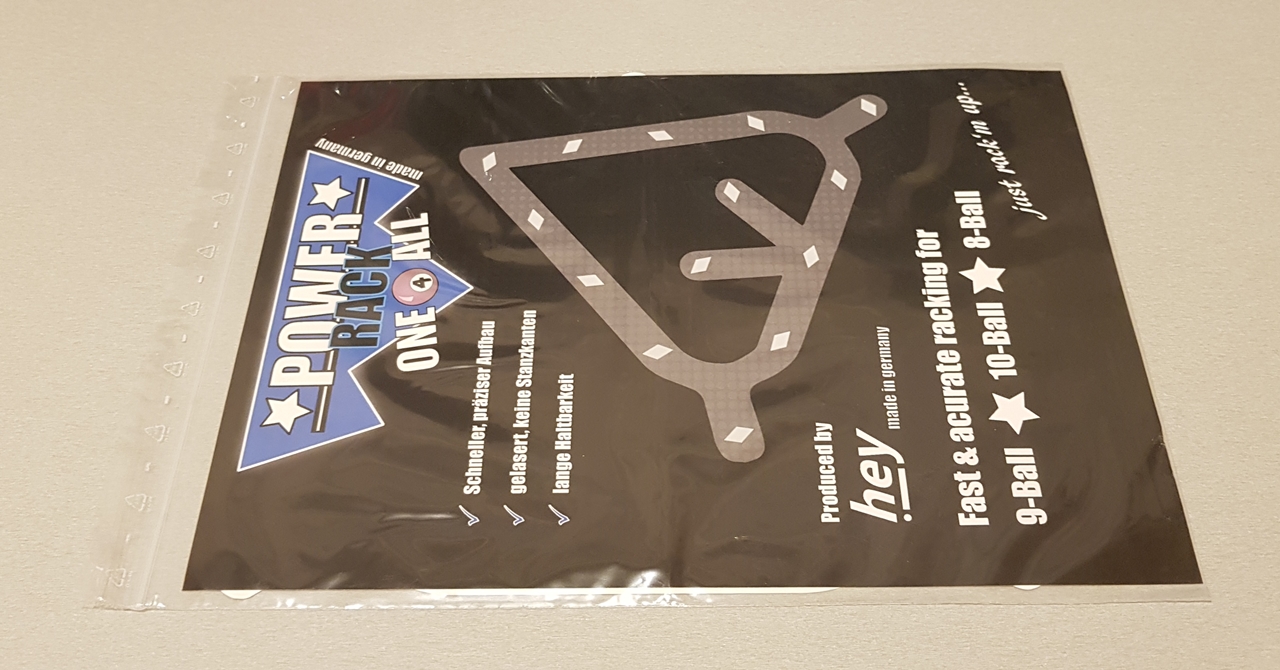 POWER
RACK
ONE 4 ALL
made in germany
Schneller, präziser Aufbau
gelasert, keine Stanzkanten
lange Haltbarkeit
Produced by
hey
made in germany
Fast & acurate racking for
9-Ball 10-Ball 8-Ball
just rack'm up...